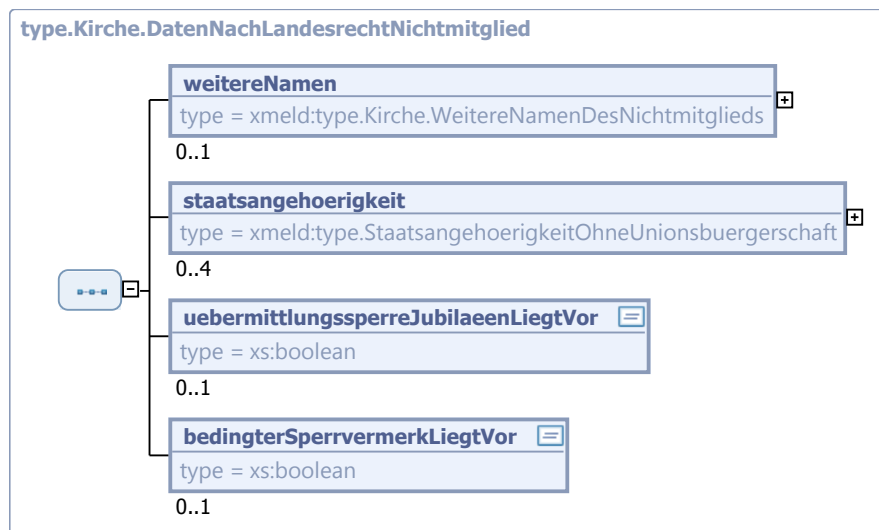 type.Kirche.DatenNachLandesrechtNichtmitglied
weitereNamen
type = xmeld:type.Kirche.WeitereNamenDesNichtmitglieds
0..1
staatsangehoerigkeit
type = xmeld:type.StaatsangehoerigkeitOhneUnionsbuergerschaft
0..4
uebermittlungssperreJubilaeenLiegtVor
type = xs:boolean
0..1
bedingterSperrvermerkLiegtVor
type = xs:boolean
0..1